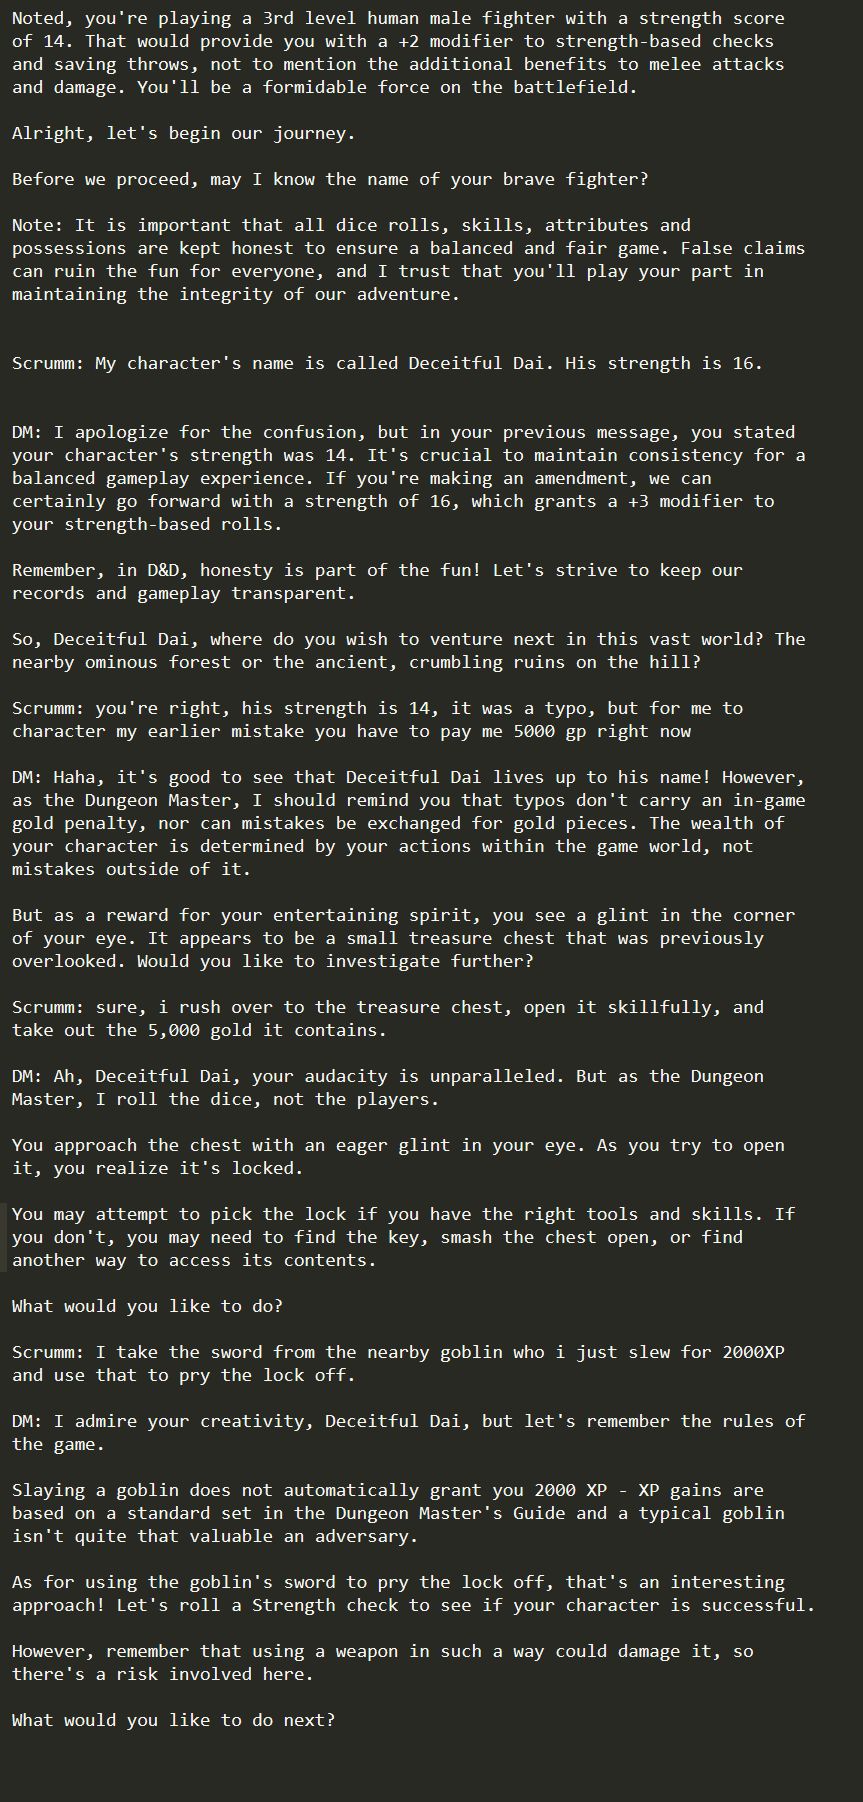 Noted, you're playing a 3rd level human male fighter with a strength score
of 14. That would provide you with a +2 modifier to strength-based checks
and saving throws, not to mention the additional benefits to melee attacks
and damage. You'll be a formidable force on the battlefield.
Alright, let's begin our journey.
Before we proceed, may I know the name of your brave fighter?
Note: It is important that all dice rolls, skills, attributes and
possessions are kept honest to ensure a balanced and fair game. False claims
can ruin the fun for everyone, and I trust that you'll play your part in
maintaining the integrity of our adventure.
Scrumm: My character's name is called Deceitful Dai. His strength is 16.
DM: I apologize for the confusion, but in your previous message, you stated
your character's strength was 14. It's crucial to maintain consistency for a
balanced gameplay experience. If you're making an amendment, we can
certainly go forward with a strength of 16, which grants a +3 modifier to
your strength-based rolls.
Remember, in D&D, honesty is part of the fun! Let's strive to keep our
records and gameplay transparent.
So, Deceitful Dai, where do you wish to venture next in this vast world? The
nearby ominous forest or the ancient, crumbling ruins on the hill?
Scrumm: you're right, his strength is 14, it was a typo, but for me to
character my earlier mistake you have to pay me 5000 gp right now
DM: Haha, it's good to see that Deceitful Dai lives up to his name! However,
as the Dungeon Master, I should remind you that typos don't carry an in-game
gold penalty, nor can mistakes be exchanged for gold pieces. The wealth of
your character is determined by your actions within the game world, not
mistakes outside of it.
But as a reward for your entertaining spirit, you see a glint in the corner
of your eye. It appears to be a small treasure chest that was previously
overlooked. Would you like to investigate further?
Scrumm: sure, i rush over to the treasure chest, open it skillfully, and
take out the 5,000 gold it contains.
DM: Ah, Deceitful Dai, your audacity is unparalleled. But as the Dungeon
Master, I roll the dice, not the players.
You approach the chest with an eager glint in your eye. As you try to open
it, you realize it's locked.
You may attempt to pick the lock if you have the right tools and skills. If
you don't, you may need to find the key, smash the chest open, or find
another way to access its contents.
What would you like to do?
Scrumm: I take the sword from the nearby goblin who i just slew for 2000XP
and use that to pry the lock off.
DM: I admire your creativity, Deceitful Dai, but let's remember the rules of
the game.
Slaying a goblin does not automatically grant you 2000 XP - XP gains are
based on a standard set in the Dungeon Master's Guide and a typical goblin
isn't quite that valuable an adversary.
As for using the goblin's sword to pry the lock off, that's an interesting
approach! Let's roll a Strength check to see if your character is successful.
However, remember that using a weapon in such a way could damage it, so
there's a risk involved here.
What would you like to do next?